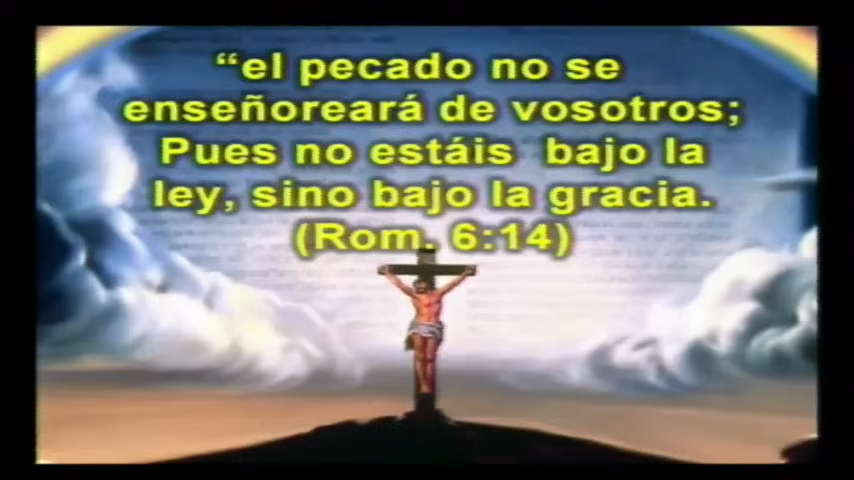 “el pecado no se
enseñoreará de vosotros;
Pues no estáis bajo la
ley, sino bajo la gracia.
(Rom. 6:14)